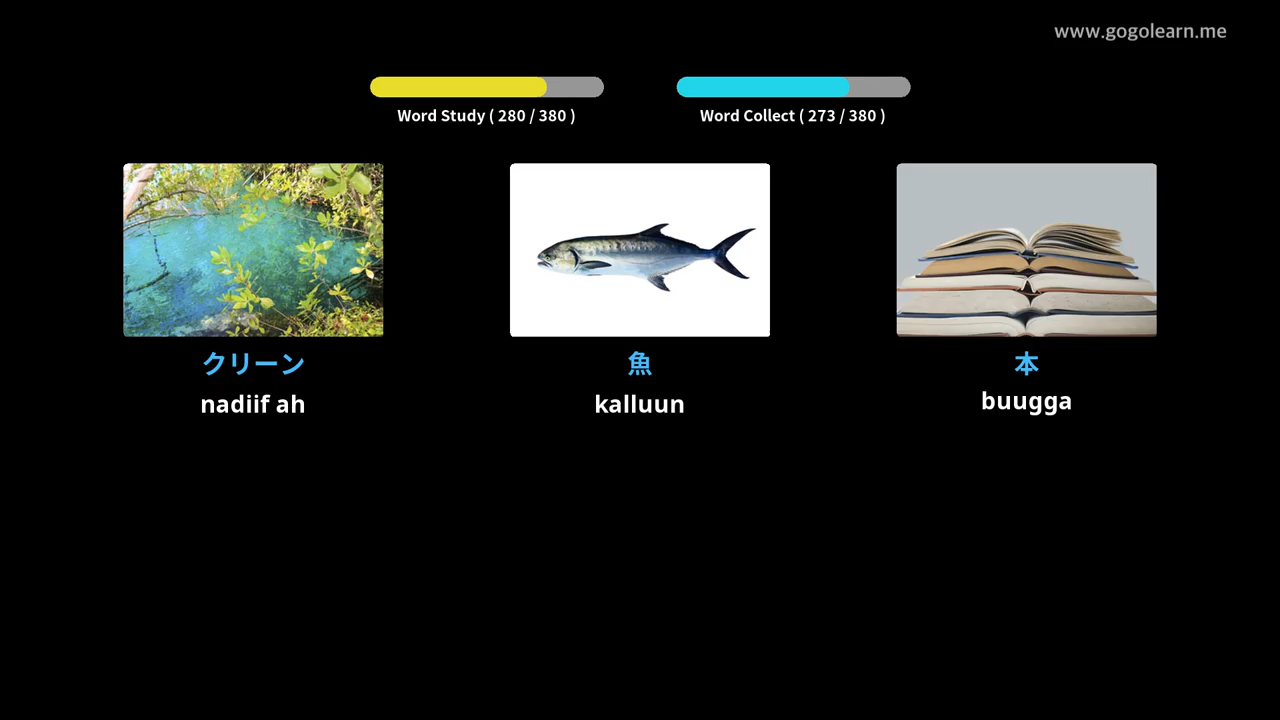 www.gogolearn.me
Word Study ( 280 / 380 )
Word Collect ( 273 / 380 )
クリーン
nadiif ah
魚
kalluun
本
buugga